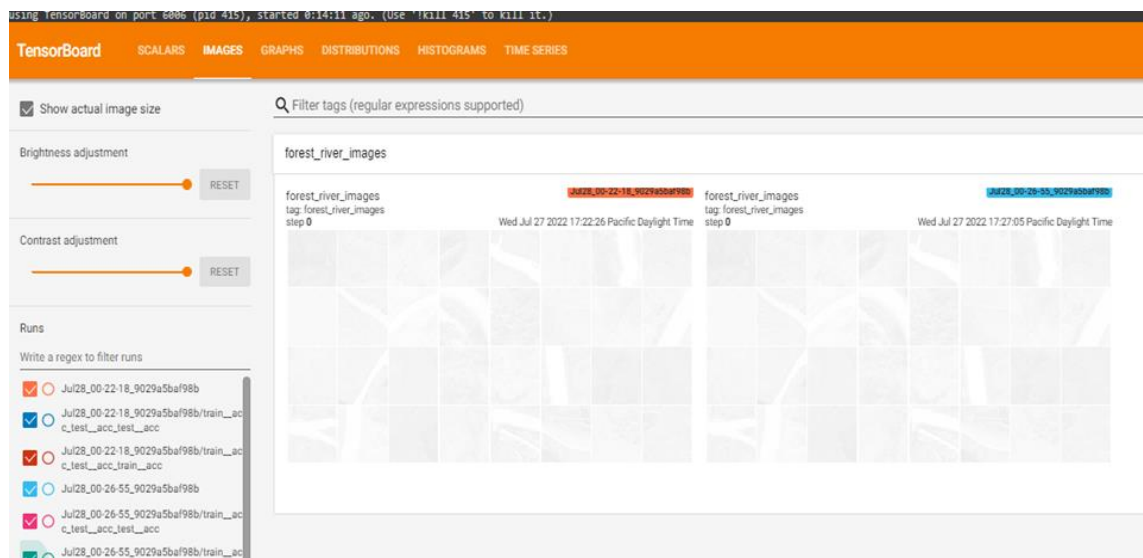 using TensorBoard on port 6006 (pid 415), started 0:14:11 ago. (Use '!kill 415' to kill it.)
TensorBoard SCALARS IMAGES GRAPHS DISTRIBUTIONS HISTOGRAMS TIME SERIES
Show actual image size
Filter tags (regular expressions supported)
Brightness adjustment
RESET
Contrast adjustment
RESET
Runs
Write a regex to filter runs
Jul28_00-22-18_9029a5baf98b
Jul28_00-22-18_9029a5baf98b/train__ac
c_test__acc_test__acc
Jul28_00-22-18_9029a5baf98b/train__ac
c_test__acc_train__acc
Jul28_00-26-55_9029a5baf98b
Jul28_00-26-55_9029a5baf98b/train__ac
c_test__acc_test__acc
Jul28_00-26-55_9029a5baf98b/train__ac
forest_river_images
forest_river_images Jul28_00-22-18_9029a5baf98b
tag: forest_river_images
step 0 Wed Jul 27 2022 17:22:26 Pacific Daylight Time
forest_river_images Jul28_00-26-55_9029a5baf98b
tag: forest_river_images
step 0 Wed Jul 27 2022 17:27:05 Pacific Daylight Time